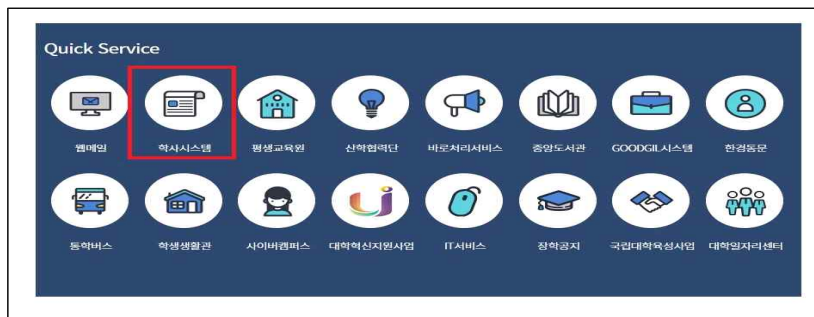 Quick Service
웹메일 학사시스템 평생교육원 산학협력단 바로처리서비스 중앙도서관 GOODGIL시스템 한경동문
통학버스 학생생활관 사이버캠퍼스 대학혁신지원사업 IT서비스 장학공지 국립대학육성사업 대학일자리센터